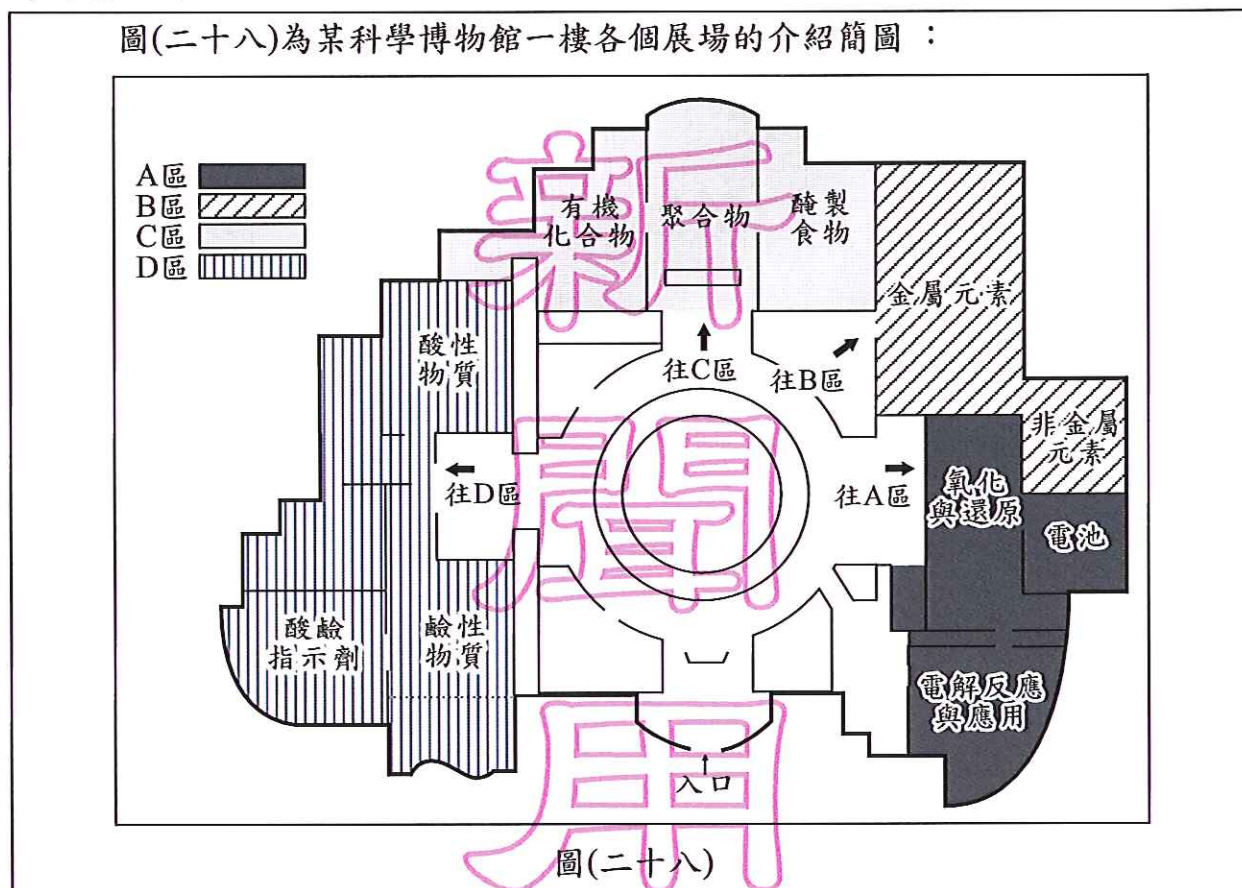 圖(二十八)為某科學博物館一樓各個展場的介紹簡圖：
A區
B區
C區
D區
有機
化合物
聚合物
醃製
食物
金屬元素
非金屬
元素
酸性
物質
往C區
往B區
往D區
往A區
氧化
與還原
電池
酸鹼
指示劑
鹼性
物質
電解反應
與應用
入口
圖(二十八)